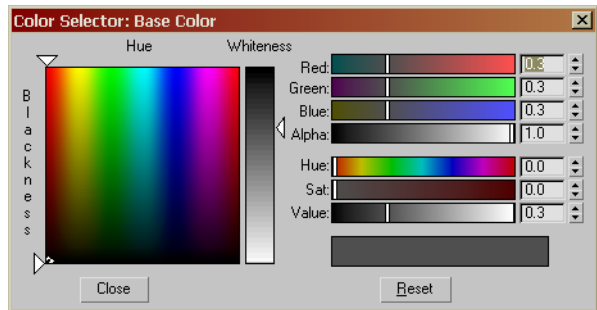 Color Selector: Base Color
Hue
Whiteness
Blackness
Red: 0.3
Green: 0.3
Blue: 0.3
Alpha: 1.0
Hue: 0.0
Sat: 0.0
Value: 0.3
Close
Reset